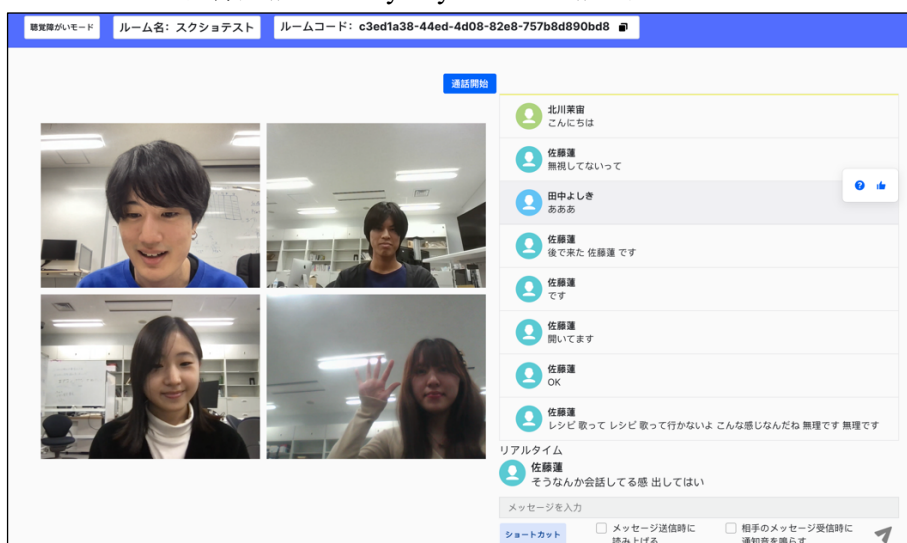 聴覚障がいモード
ルーム名: スクショテスト
ルームコード: c3ed1a38-44ed-4d08-82e8-757b8d890bd8
通話開始
北川茉宙
こんにちは
佐藤蓮
無視してないって
田中よしき
あああ
佐藤蓮
後で来た 佐藤蓮 です
佐藤蓮
です
佐藤蓮
開いてます
佐藤蓮
OK
佐藤蓮
レシピ 歌って レシピ 歌って行かないよ こんな感じなんだね 無理です 無理です
リアルタイム
佐藤蓮
そうなんか会話してる感 出してはい
メッセージを入力
ショートカット
メッセージ送信時に
読み上げる
相手のメッセージ受信時に
通知音を鳴らす